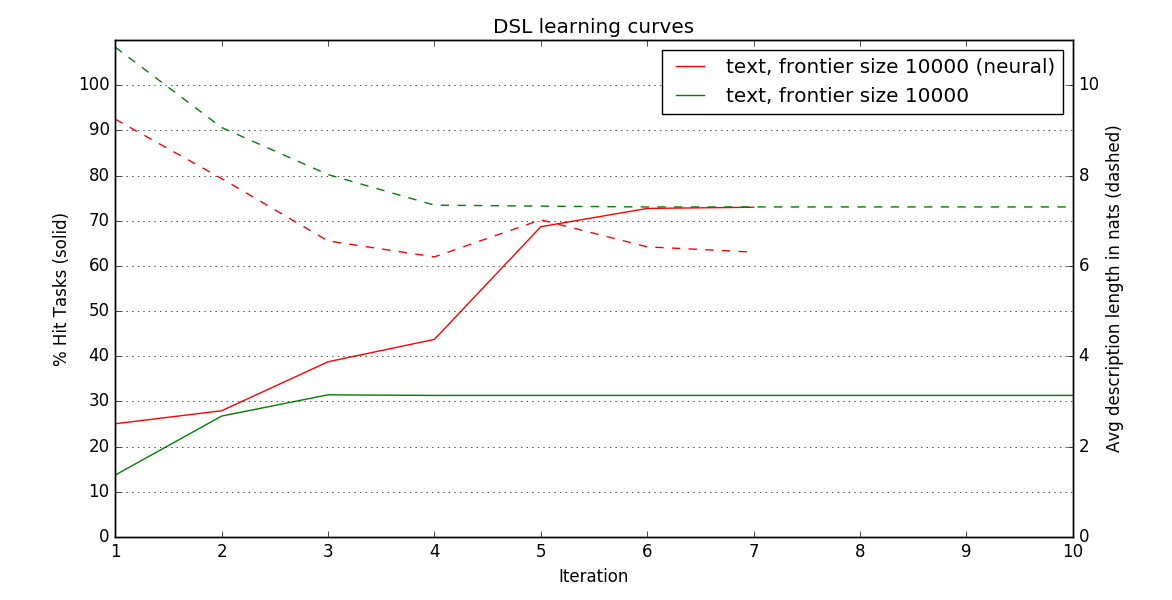 DSL learning curves
text, frontier size 10000 (neural)
text, frontier size 10000
% Hit Tasks (solid)
100
90
80
70
60
50
40
30
20
10
0
10
8
6
4
2
0
Avg description length in nats (dashed)
1 2 3 4 5 6 7 8 9 10
Iteration